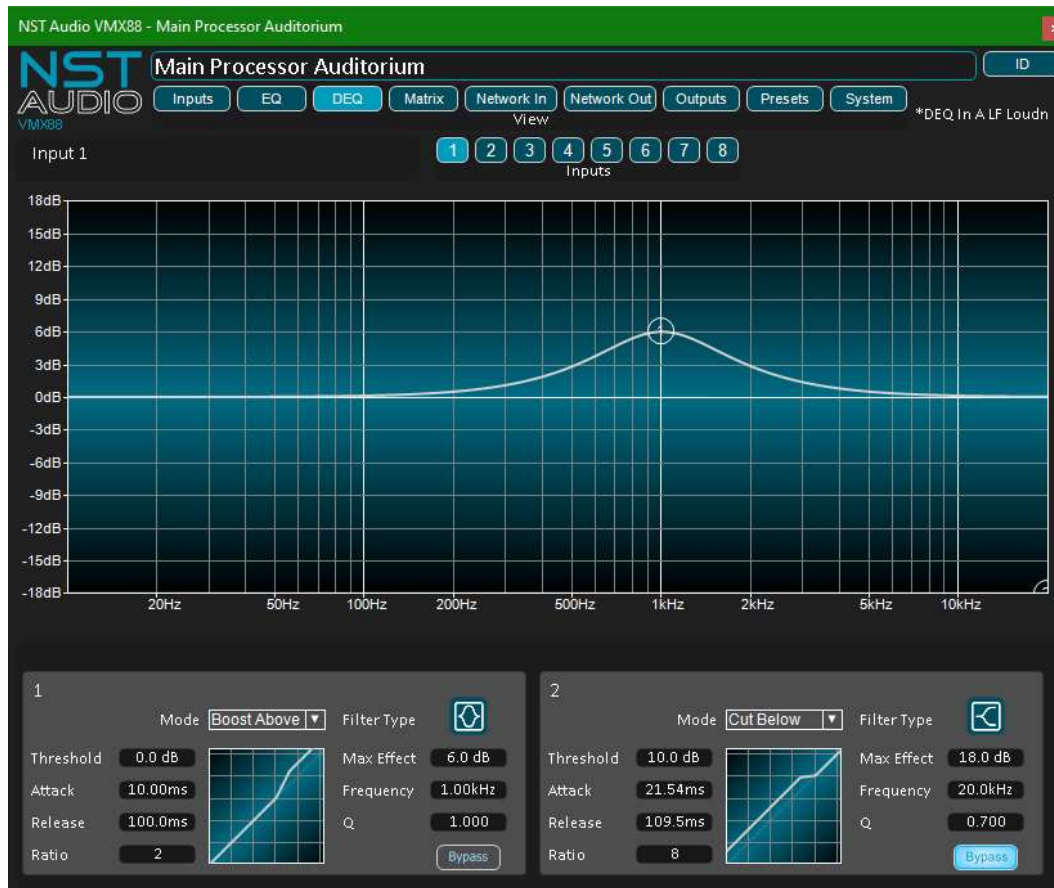 NST Audio VMX88 - Main Processor Auditorium
NST Main Processor Auditorium ID
AUDIO Inputs EQ DEQ Matrix Network In Network Out Outputs Presets System
VMX88 View *DEQ In A LF Loudn
Input 1 1 2 3 4 5 6 7 8
Inputs
18dB
15dB
12dB
9dB
6dB
3dB
0dB
-3dB
-6dB
-9dB
-12dB
-15dB
-18dB
20Hz 50Hz 100Hz 200Hz 500Hz 1kHz 2kHz 5kHz 10kHz
1
Mode Boost Above Filter Type
Threshold 0.0 dB Max Effect 6.0 dB
Attack 10.00ms Frequency 1.00kHz
Release 100.0ms Q 1.000
Ratio 2 Bypass
2
Mode Cut Below Filter Type
Threshold 10.0 dB Max Effect 18.0 dB
Attack 21.54ms Frequency 20.0kHz
Release 109.5ms Q 0.700
Ratio 8 Bypass